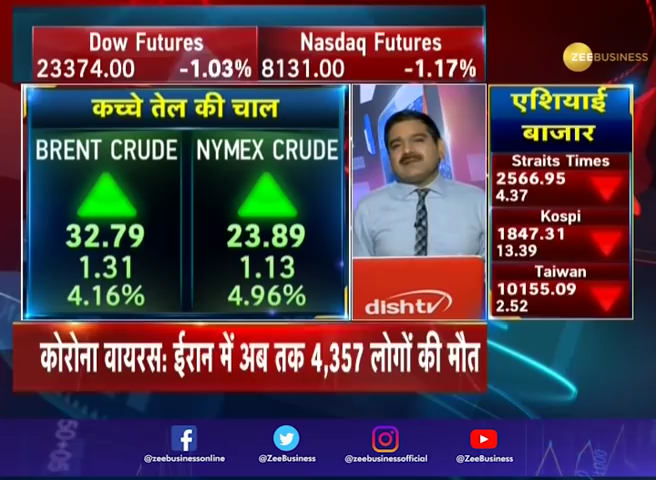 Dow Futures
23374.00 -1.03%
Nasdaq Futures
8131.00 -1.17%
ZEE BUSINESS
कच्चे तेल की चाल
BRENT CRUDE
32.79
1.31
4.16%
NYMEX CRUDE
23.89
1.13
4.96%
dishtv
एशियाई
बाजार
Straits Times
2566.95
4.37
Kospi
1847.31
13.39
Taiwan
10155.09
2.52
कोरोना वायरस: ईरान में अब तक 4,357 लोगों की मौत
@zeebusinessonline
@ZeeBusiness
@zeebusinessofficial
@ZeeBusiness